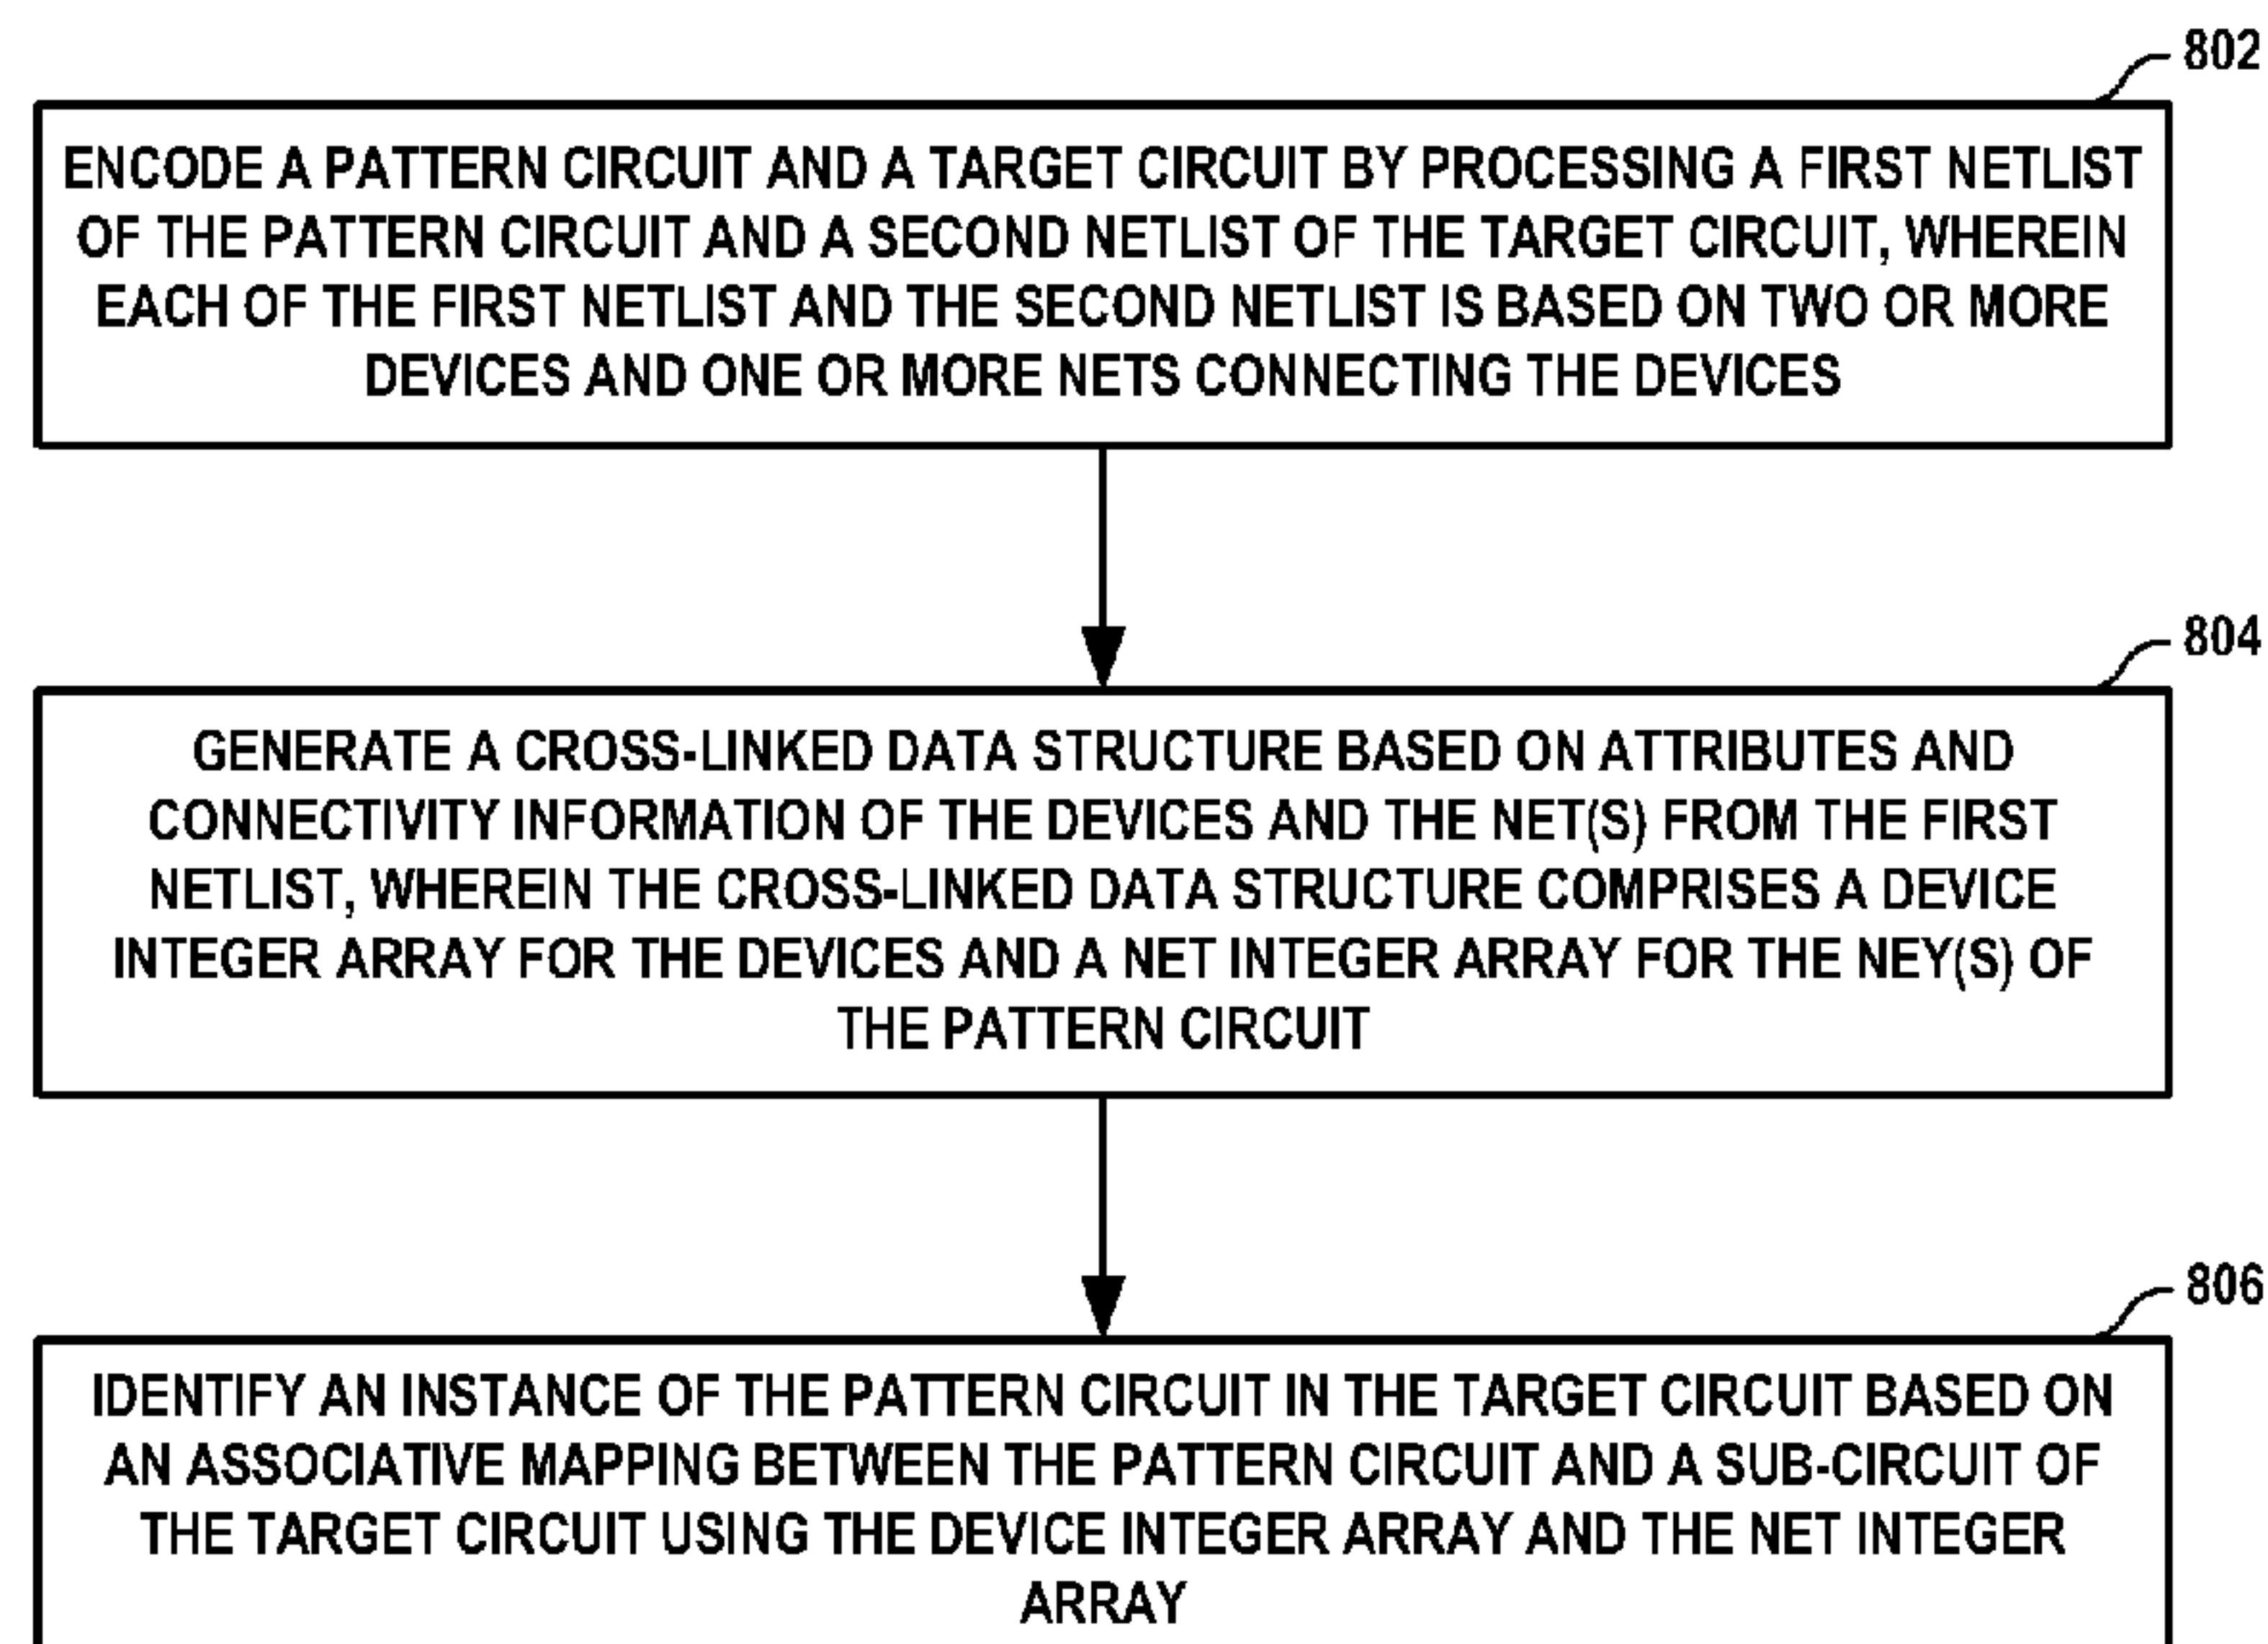 802
ENCODE A PATTERN CIRCUIT AND A TARGET CIRCUIT BY PROCESSING A FIRST NETLIST
OF THE PATTERN CIRCUIT AND A SECOND NETLIST OF THE TARGET CIRCUIT, WHEREIN
EACH OF THE FIRST NETLIST AND THE SECOND NETLIST IS BASED ON TWO OR MORE
DEVICES AND ONE OR MORE NETS CONNECTING THE DEVICES
804
GENERATE A CROSS-LINKED DATA STRUCTURE BASED ON ATTRIBUTES AND
CONNECTIVITY INFORMATION OF THE DEVICES AND THE NET(S) FROM THE FIRST
NETLIST, WHEREIN THE CROSS-LINKED DATA STRUCTURE COMPRISES A DEVICE
INTEGER ARRAY FOR THE DEVICES AND A NET INTEGER ARRAY FOR THE NEY(S) OF
THE PATTERN CIRCUIT
806
IDENTIFY AN INSTANCE OF THE PATTERN CIRCUIT IN THE TARGET CIRCUIT BASED ON
AN ASSOCIATIVE MAPPING BETWEEN THE PATTERN CIRCUIT AND A SUB-CIRCUIT OF
THE TARGET CIRCUIT USING THE DEVICE INTEGER ARRAY AND THE NET INTEGER
ARRAY